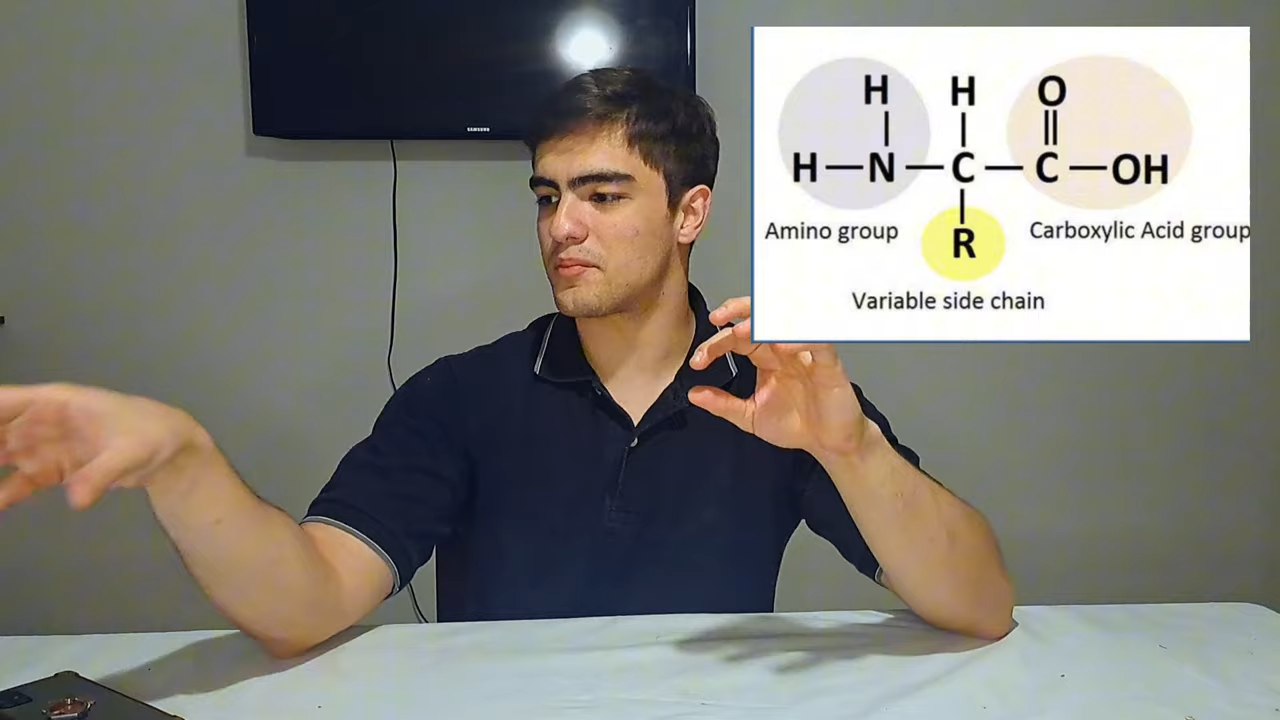 SAMSUNG
H H O
H N C C OH
Amino group Carboxylic Acid group
R
Variable side chain